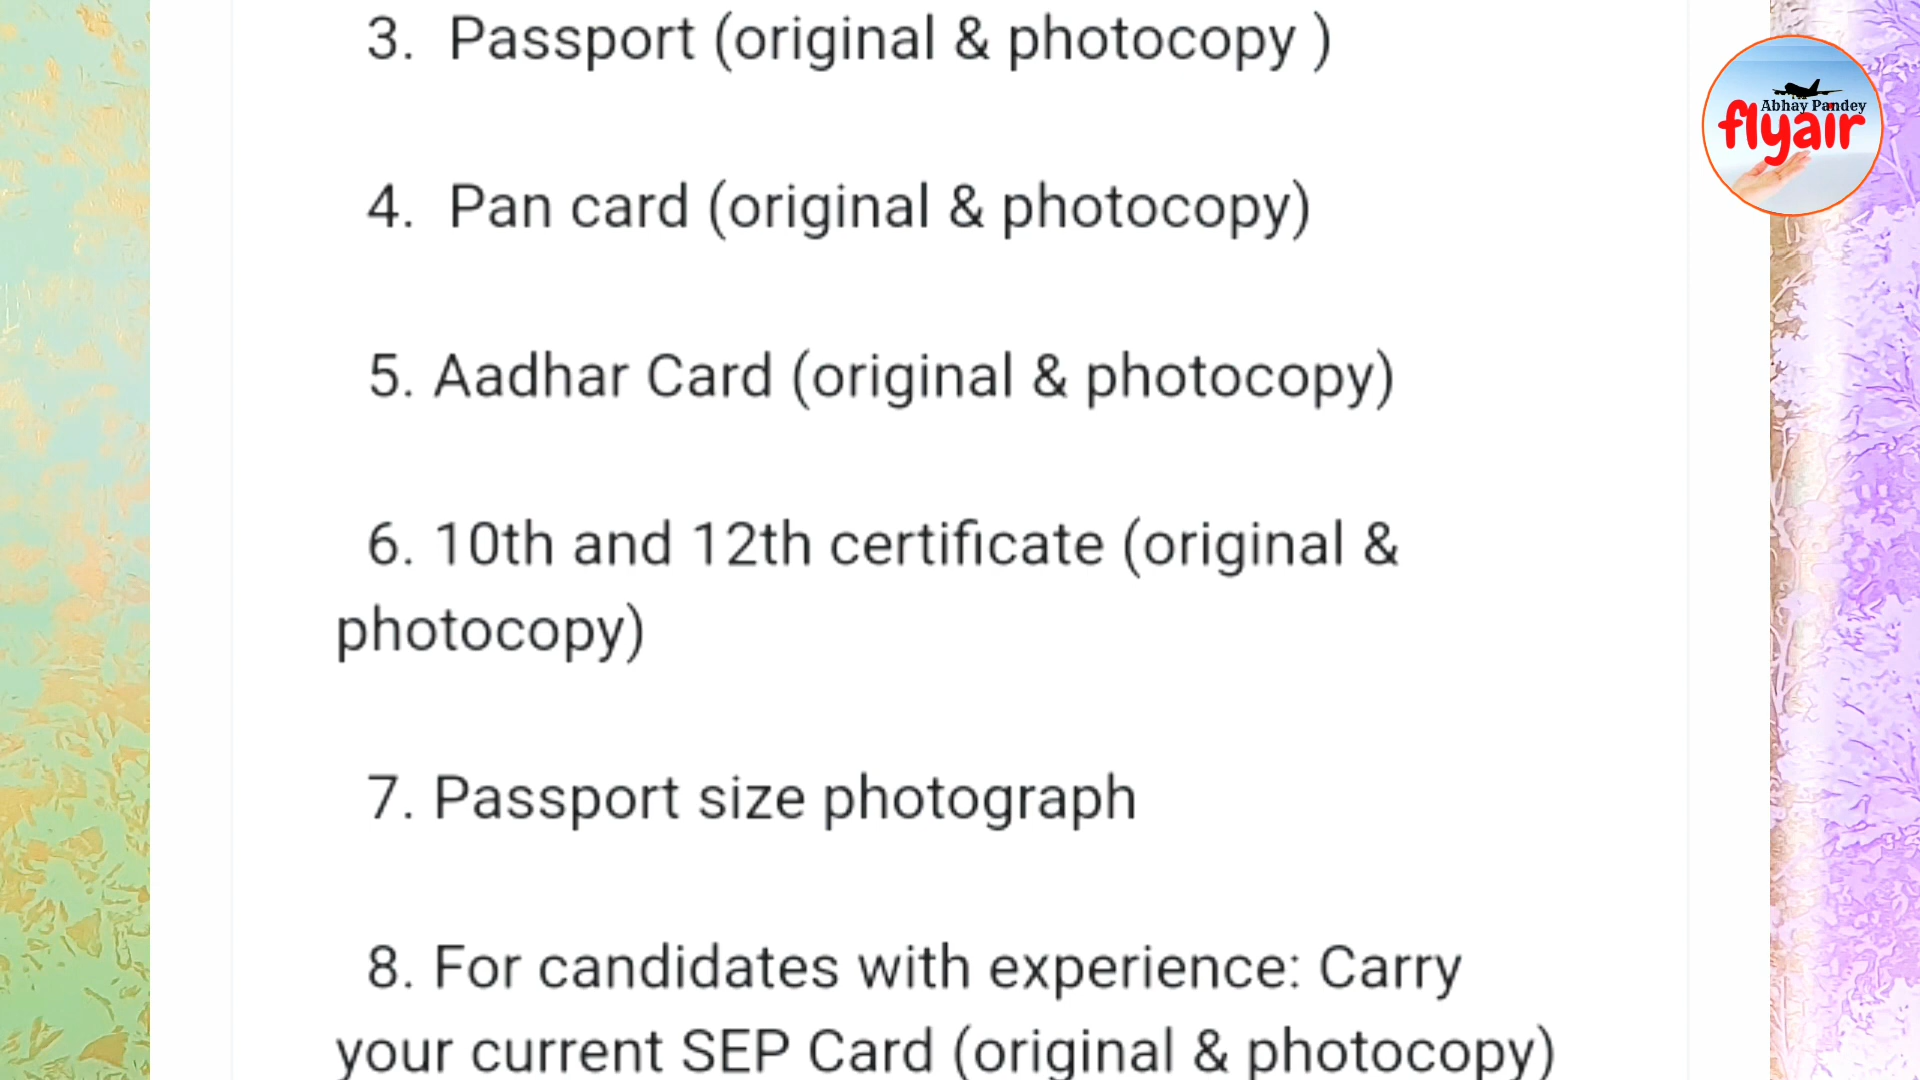 3. Passport (original & photocopy )
Abhay Pandey
flyair
4. Pan card (original & photocopy)
5. Aadhar Card (original & photocopy)
6. 10th and 12th certificate (original &
photocopy)
7. Passport size photograph
8. For candidates with experience: Carry
your current SEP Card (original & photocopy)